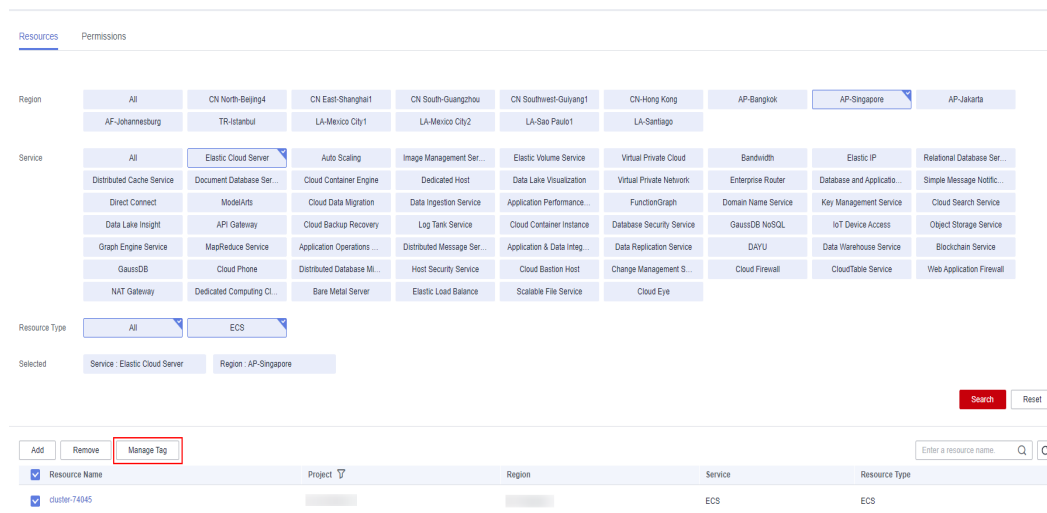 Resources Permissions
Region All CN North-Beijing4 CN East-Shanghai1 CN South-Guangzhou CN Southwest-Guiyang1 CN-Hong Kong AP-Bangkok AP-Singapore AP-Jakarta
AF-Johannesburg TR-Istanbul LA-Mexico City1 LA-Mexico City2 LA-Sao Paulo1 LA-Santiago
Service All Elastic Cloud Server Auto Scaling Image Management Ser... Elastic Volume Service Virtual Private Cloud Bandwidth Elastic IP Relational Database Ser...
Distributed Cache Service Document Database Ser... Cloud Container Engine Dedicated Host Data Lake Visualization Virtual Private Network Enterprise Router Database and Applicatio... Simple Message Notific...
Direct Connect ModelArts Cloud Data Migration Data Ingestion Service Application Performance... FunctionGraph Domain Name Service Key Management Service Cloud Search Service
Data Lake Insight API Gateway Cloud Backup Recovery Log Tank Service Cloud Container Instance Database Security Service GaussDB NoSQL IoT Device Access Object Storage Service
Graph Engine Service MapReduce Service Application Operations ... Distributed Message Ser... Application & Data Integ... Data Replication Service DAYU Data Warehouse Service Blockchain Service
GaussDB Cloud Phone Distributed Database Mi... Host Security Service Cloud Bastion Host Change Management S... Cloud Firewall CloudTable Service Web Application Firewall
NAT Gateway Dedicated Computing Cl... Bare Metal Server Elastic Load Balance Scalable File Service Cloud Eye
Resource Type All ECS
Selected Service : Elastic Cloud Server Region : AP-Singapore
Search Reset
Add Remove Manage Tag Enter a resource name.
Resource Name Project Region Service Resource Type
cluster-74045 ECS ECS